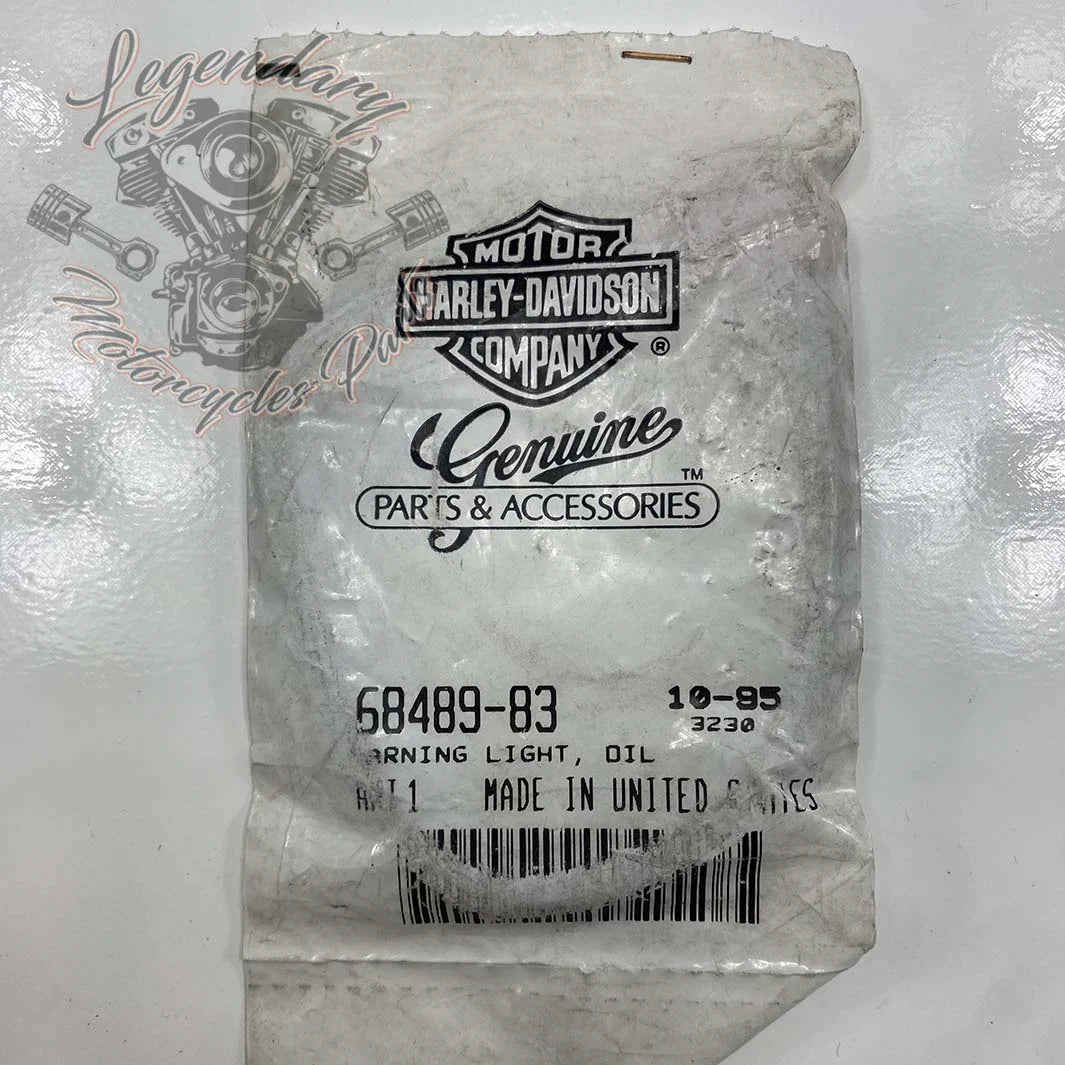 Legendary
Motorcycles Parts
MOTOR
HARLEY-DAVIDSON
COMPANY
®
Genuine
TM
PARTS & ACCESSORIES
68489-83 10-95
3230
ARNING LIGHT, OIL
1 MADE IN UNITED